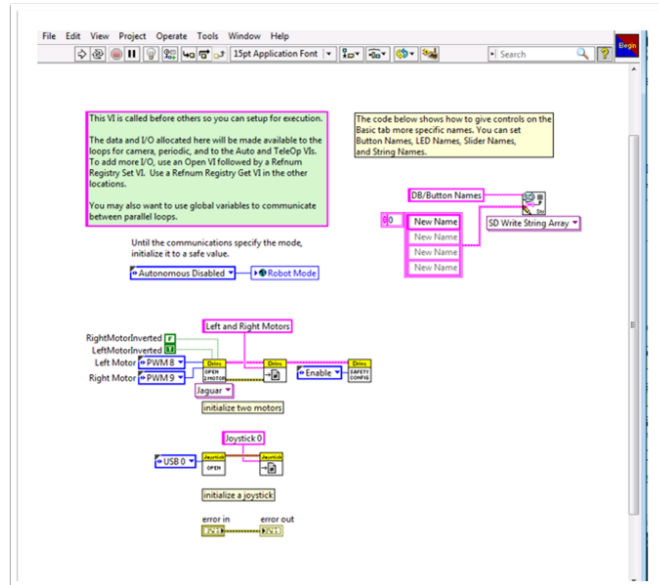 Begin
File Edit View Project Operate Tools Window Help
15pt Application Font
Search
?
This VI is called before others so you can setup for execution.
The data and I/O allocated here will be made available to the
loops for camera, periodic, and to the Auto and TeleOp VIs.
To add more I/O, use an Open VI followed by a Refnum
Registry Set VI. Use a Refnum Registry Get VI in the other
locations.
You may also want to use global variables to communicate
between parallel loops.
The code below shows how to give controls on the
Basic tab more specific names. You can set
Button Names, LED Names, Slider Names,
and String Names.
DB/Button Names
0
New Name
New Name
New Name
New Name
SD Write String Array
Until the communications specify the mode,
initialize it to a safe value.
Autonomous Disabled
Robot Mode
Left and Right Motors
RightMotorInverted
F
LeftMotorInverted
Left Motor
PWM 8
Right Motor
PWM 9
Drive
OPEN
2MOTOR
Drive
Enable
Drive
SAFETY
CONFIG
Jaguar
initialize two motors
Joystick 0
USB 0
Joystick
OPEN
Joystick
initialize a joystick
error in
error out